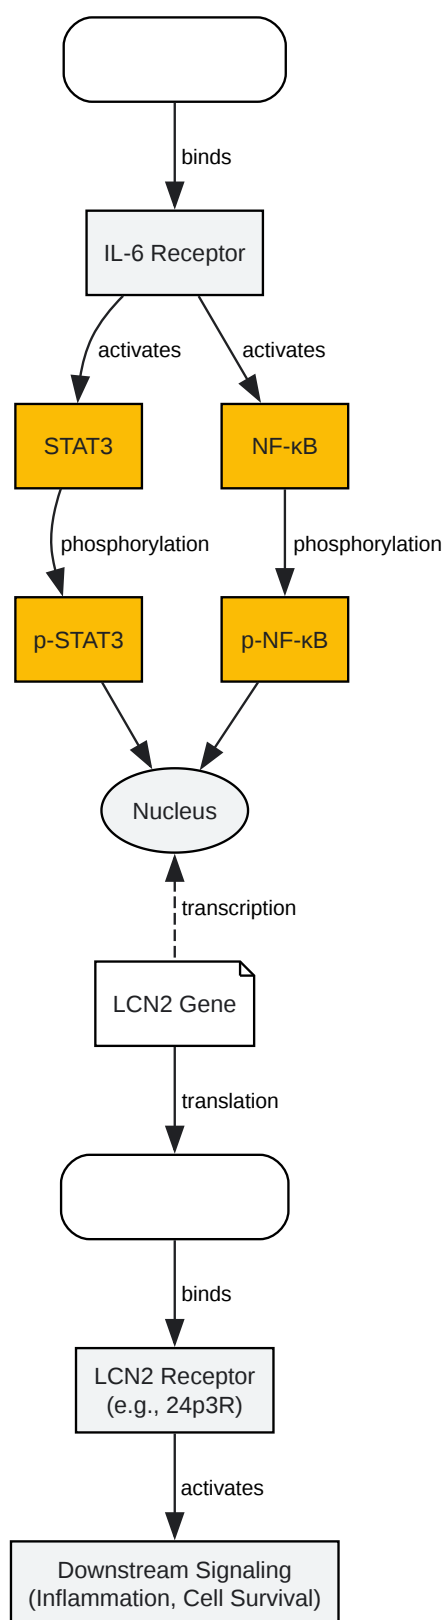 binds
IL-6 Receptor
activates
activates
STAT3
NF-κB
phosphorylation
phosphorylation
p-STAT3
p-NF-κB
Nucleus
transcription
LCN2 Gene
translation
binds
LCN2 Receptor
(e.g., 24p3R)
activates
Downstream Signaling
(Inflammation, Cell Survival)